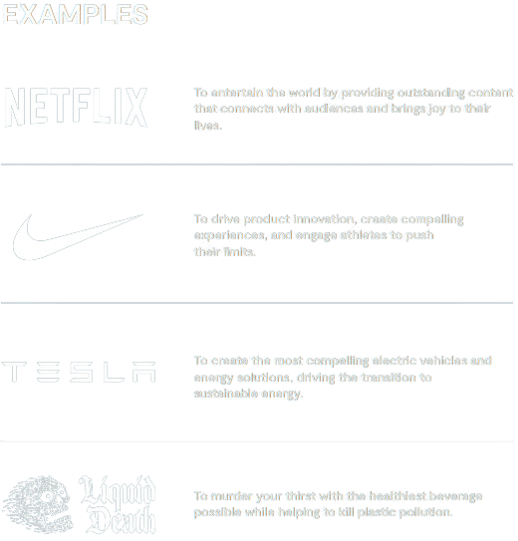 EXAMPLES
NETFLIX
To entertain the world by providing outstanding content
that connects with audiences and brings joy to their
lives.
To drive product innovation, create compelling
experiences, and engage athletes to push
their limits.
TESLA
To create the most compelling electric vehicles and
energy solutions, driving the transition to
sustainable energy.
Liquid
Death
To murder your thirst with the healthiest beverage
possible while helping to kill plastic pollution.